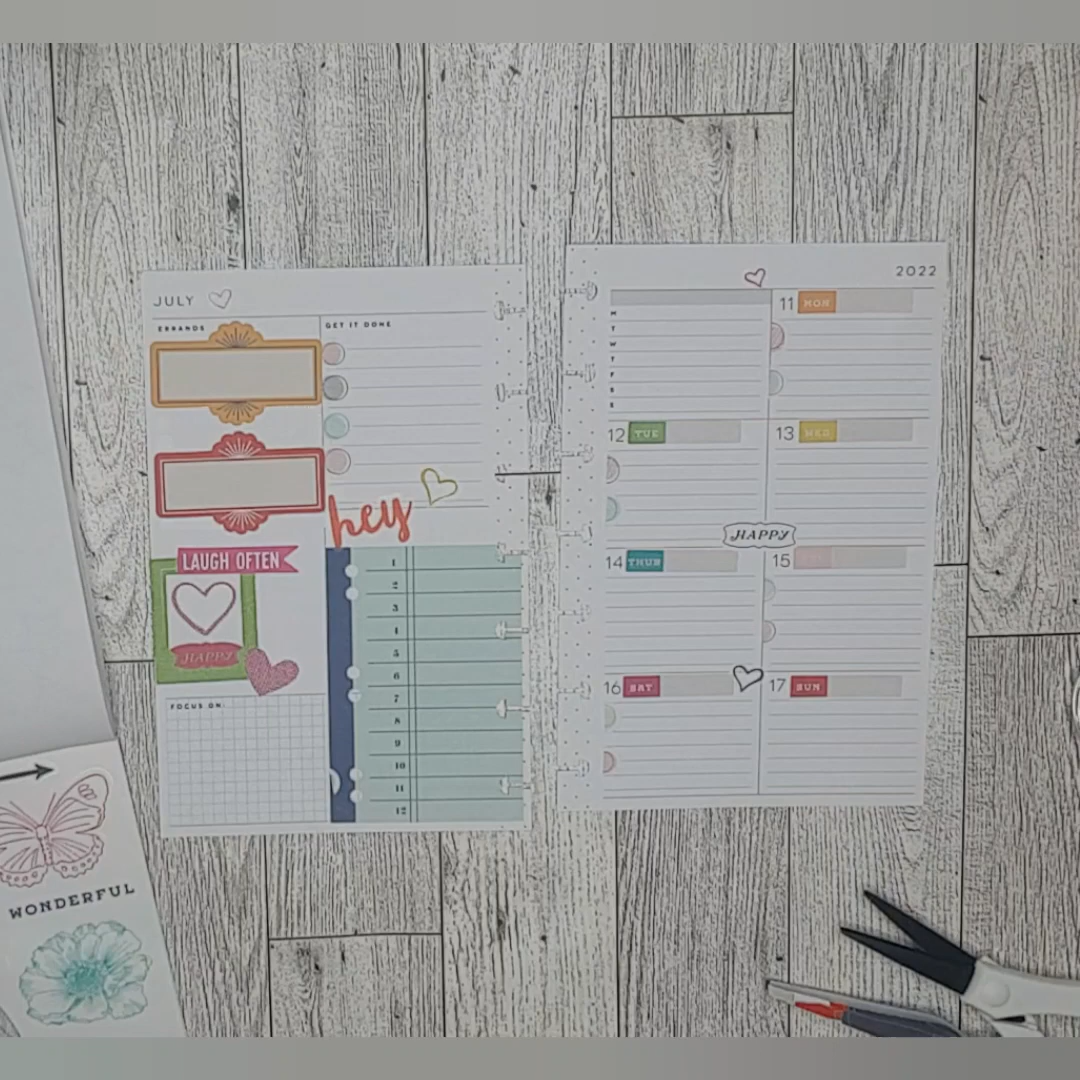 JULY
ERRANDS
GET IT DONE
hey
LAUGH OFTEN
HAPPY
FOCUS ON:
1
2
3
4
5
6
7
8
9
10
11
12
2022
M
T
W
T
F
S
S
11 MON
12 TUE
13 WED
HAPPY
14 THUR
15
16 SAT
17 SUN
WONDERFUL